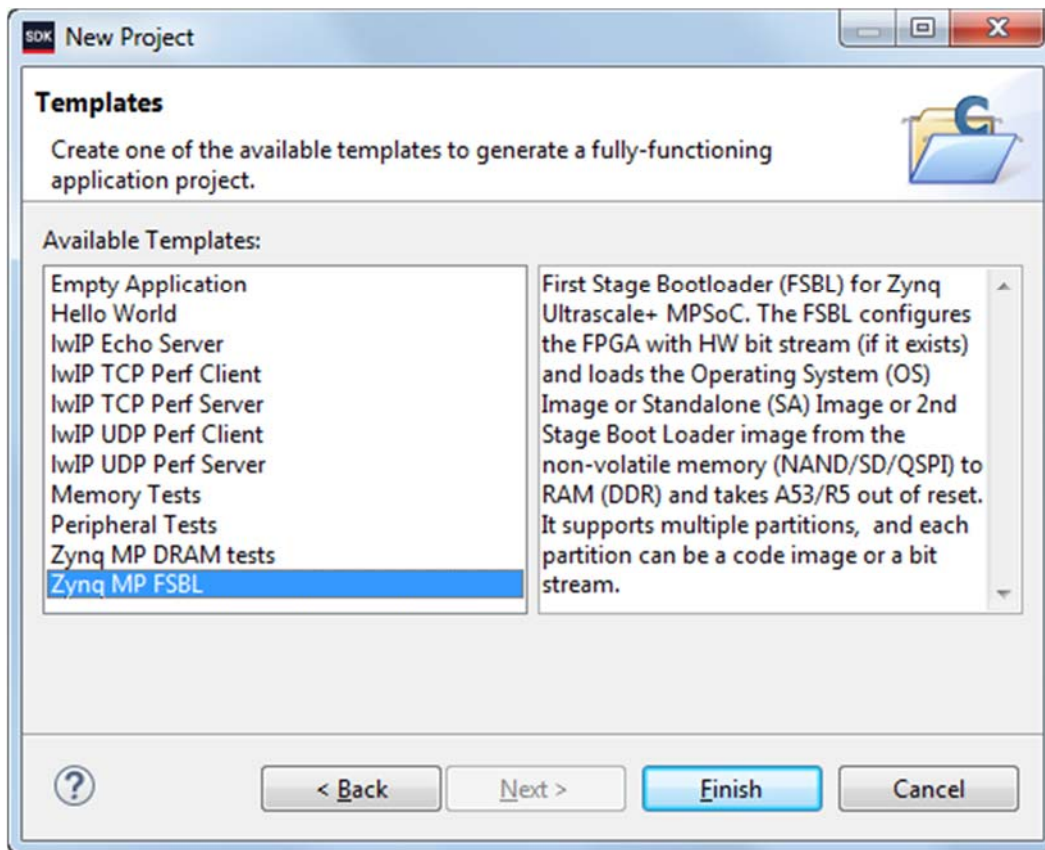 SDK New Project
Templates
Create one of the available templates to generate a fully-functioning
application project.
C
Available Templates:
Empty Application
Hello World
lwIP Echo Server
lwIP TCP Perf Client
lwIP TCP Perf Server
lwIP UDP Perf Client
lwIP UDP Perf Server
Memory Tests
Peripheral Tests
Zynq MP DRAM tests
Zynq MP FSBL
First Stage Bootloader (FSBL) for Zynq
Ultrascale+ MPSoC. The FSBL configures
the FPGA with HW bit stream (if it exists)
and loads the Operating System (OS)
Image or Standalone (SA) Image or 2nd
Stage Boot Loader image from the
non-volatile memory (NAND/SD/QSPI) to
RAM (DDR) and takes A53/R5 out of reset.
It supports multiple partitions,  and each
partition can be a code image or a bit
stream.
?
< Back
Next >
Finish
Cancel